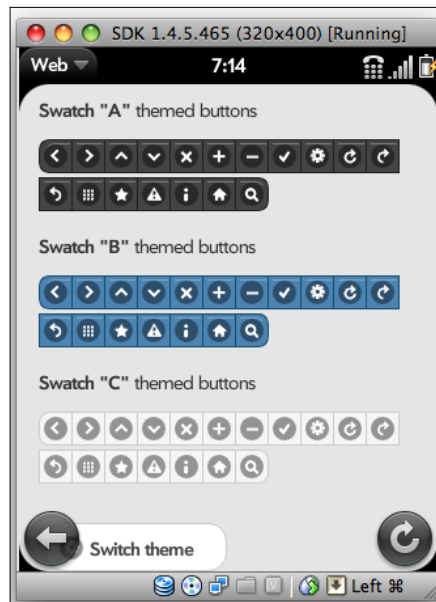 SDK 1.4.5.465 (320x400) [Running]
Web 7:14
Swatch "A" themed buttons
Swatch "B" themed buttons
Swatch "C" themed buttons
Switch theme
Left ⌘